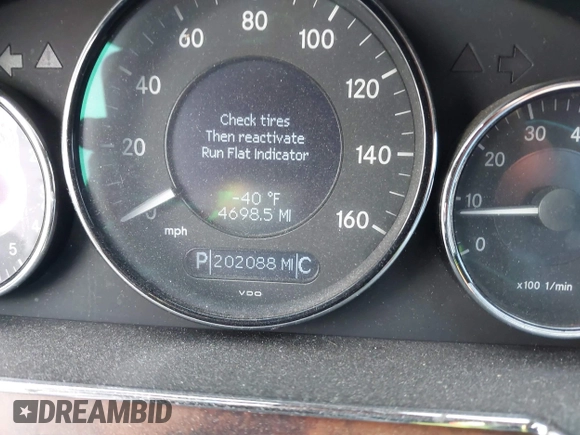 80
60
100
40
120
20
140
0
160
Check tires
Then reactivate
Run Flat Indicator
-40 °F
4698.5 MI
mph
P 202088 MI C
VDO
5
30
4
20
10
0
x100 1/min
DREAMBID